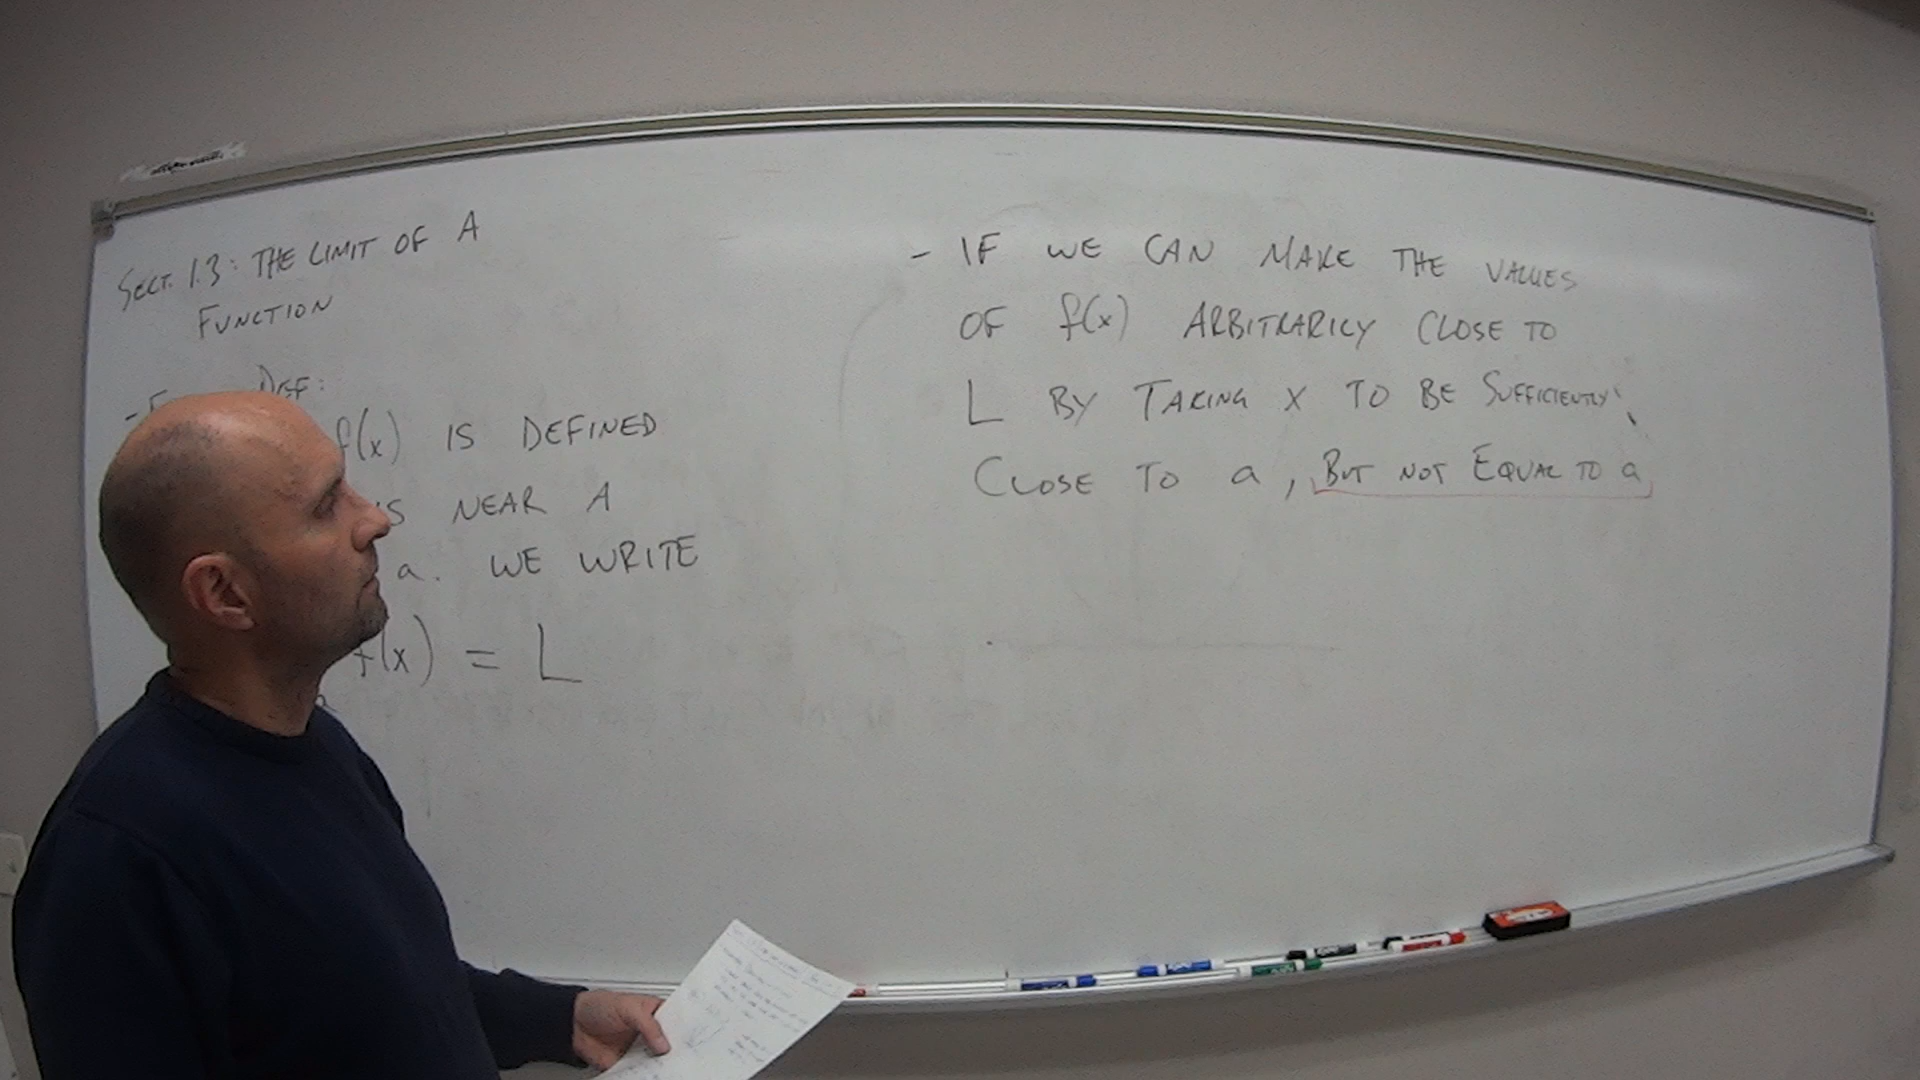 SECT. 1.3: THE LIMIT OF A
FUNCTION
DEF:
f(x) IS DEFINED
IS NEAR A
a. WE WRITE
f(x) = L
- IF WE CAN MAKE THE VALUES
OF f(x) ARBITRARILY CLOSE TO
L BY TAKING X TO BE SUFFICIENTLY
CLOSE TO a, BUT NOT EQUAL TO a